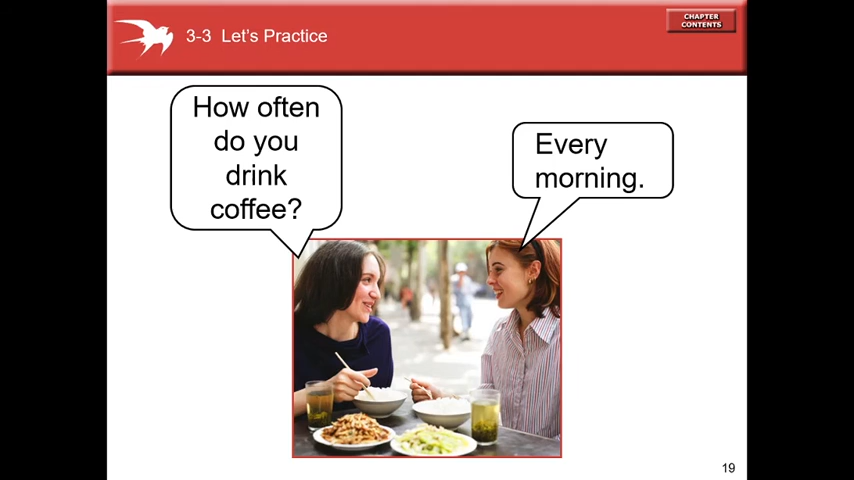 3-3 Let's Practice
CHAPTER
CONTENTS
How often
do you
drink
coffee?
Every
morning.
19